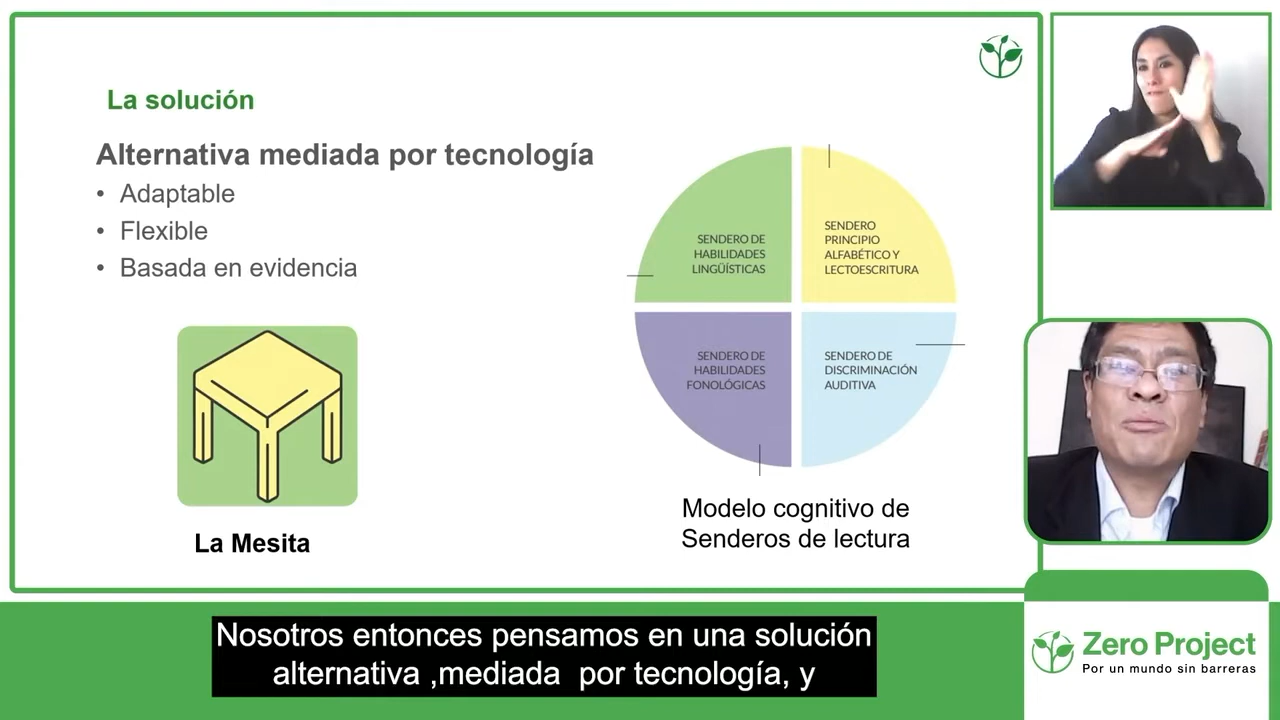 La solución
Alternativa mediada por tecnología
• Adaptable
• Flexible
• Basada en evidencia
La Mesita
SENDERO DE
HABILIDADES
LINGÜÍSTICAS
SENDERO
PRINCIPIO
ALFABÉTICO Y
LECTOESCRITURA
SENDERO DE
HABILIDADES
FONOLÓGICAS
SENDERO DE
DISCRIMINACIÓN
AUDITIVA
Modelo cognitivo de
Senderos de lectura
Nosotros entonces pensamos en una solución
alternativa ,mediada  por tecnología, y
Zero Project
Por un mundo sin barreras